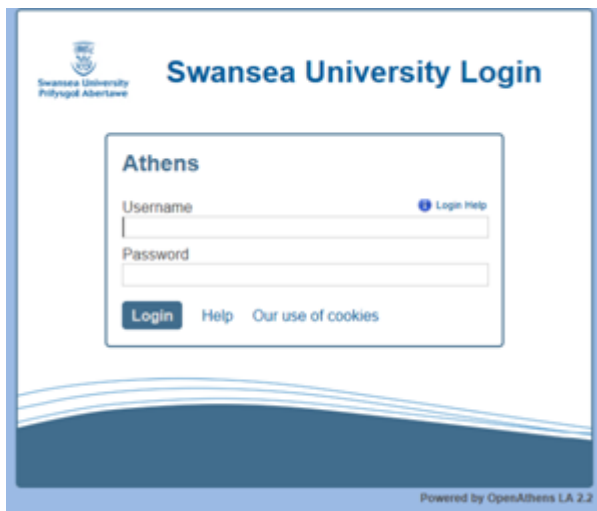 Swansea University
Prifysgol Abertawe
Swansea University Login
Athens
Username
Login Help
Password
Login Help Our use of cookies
Powered by OpenAthens LA 2.2